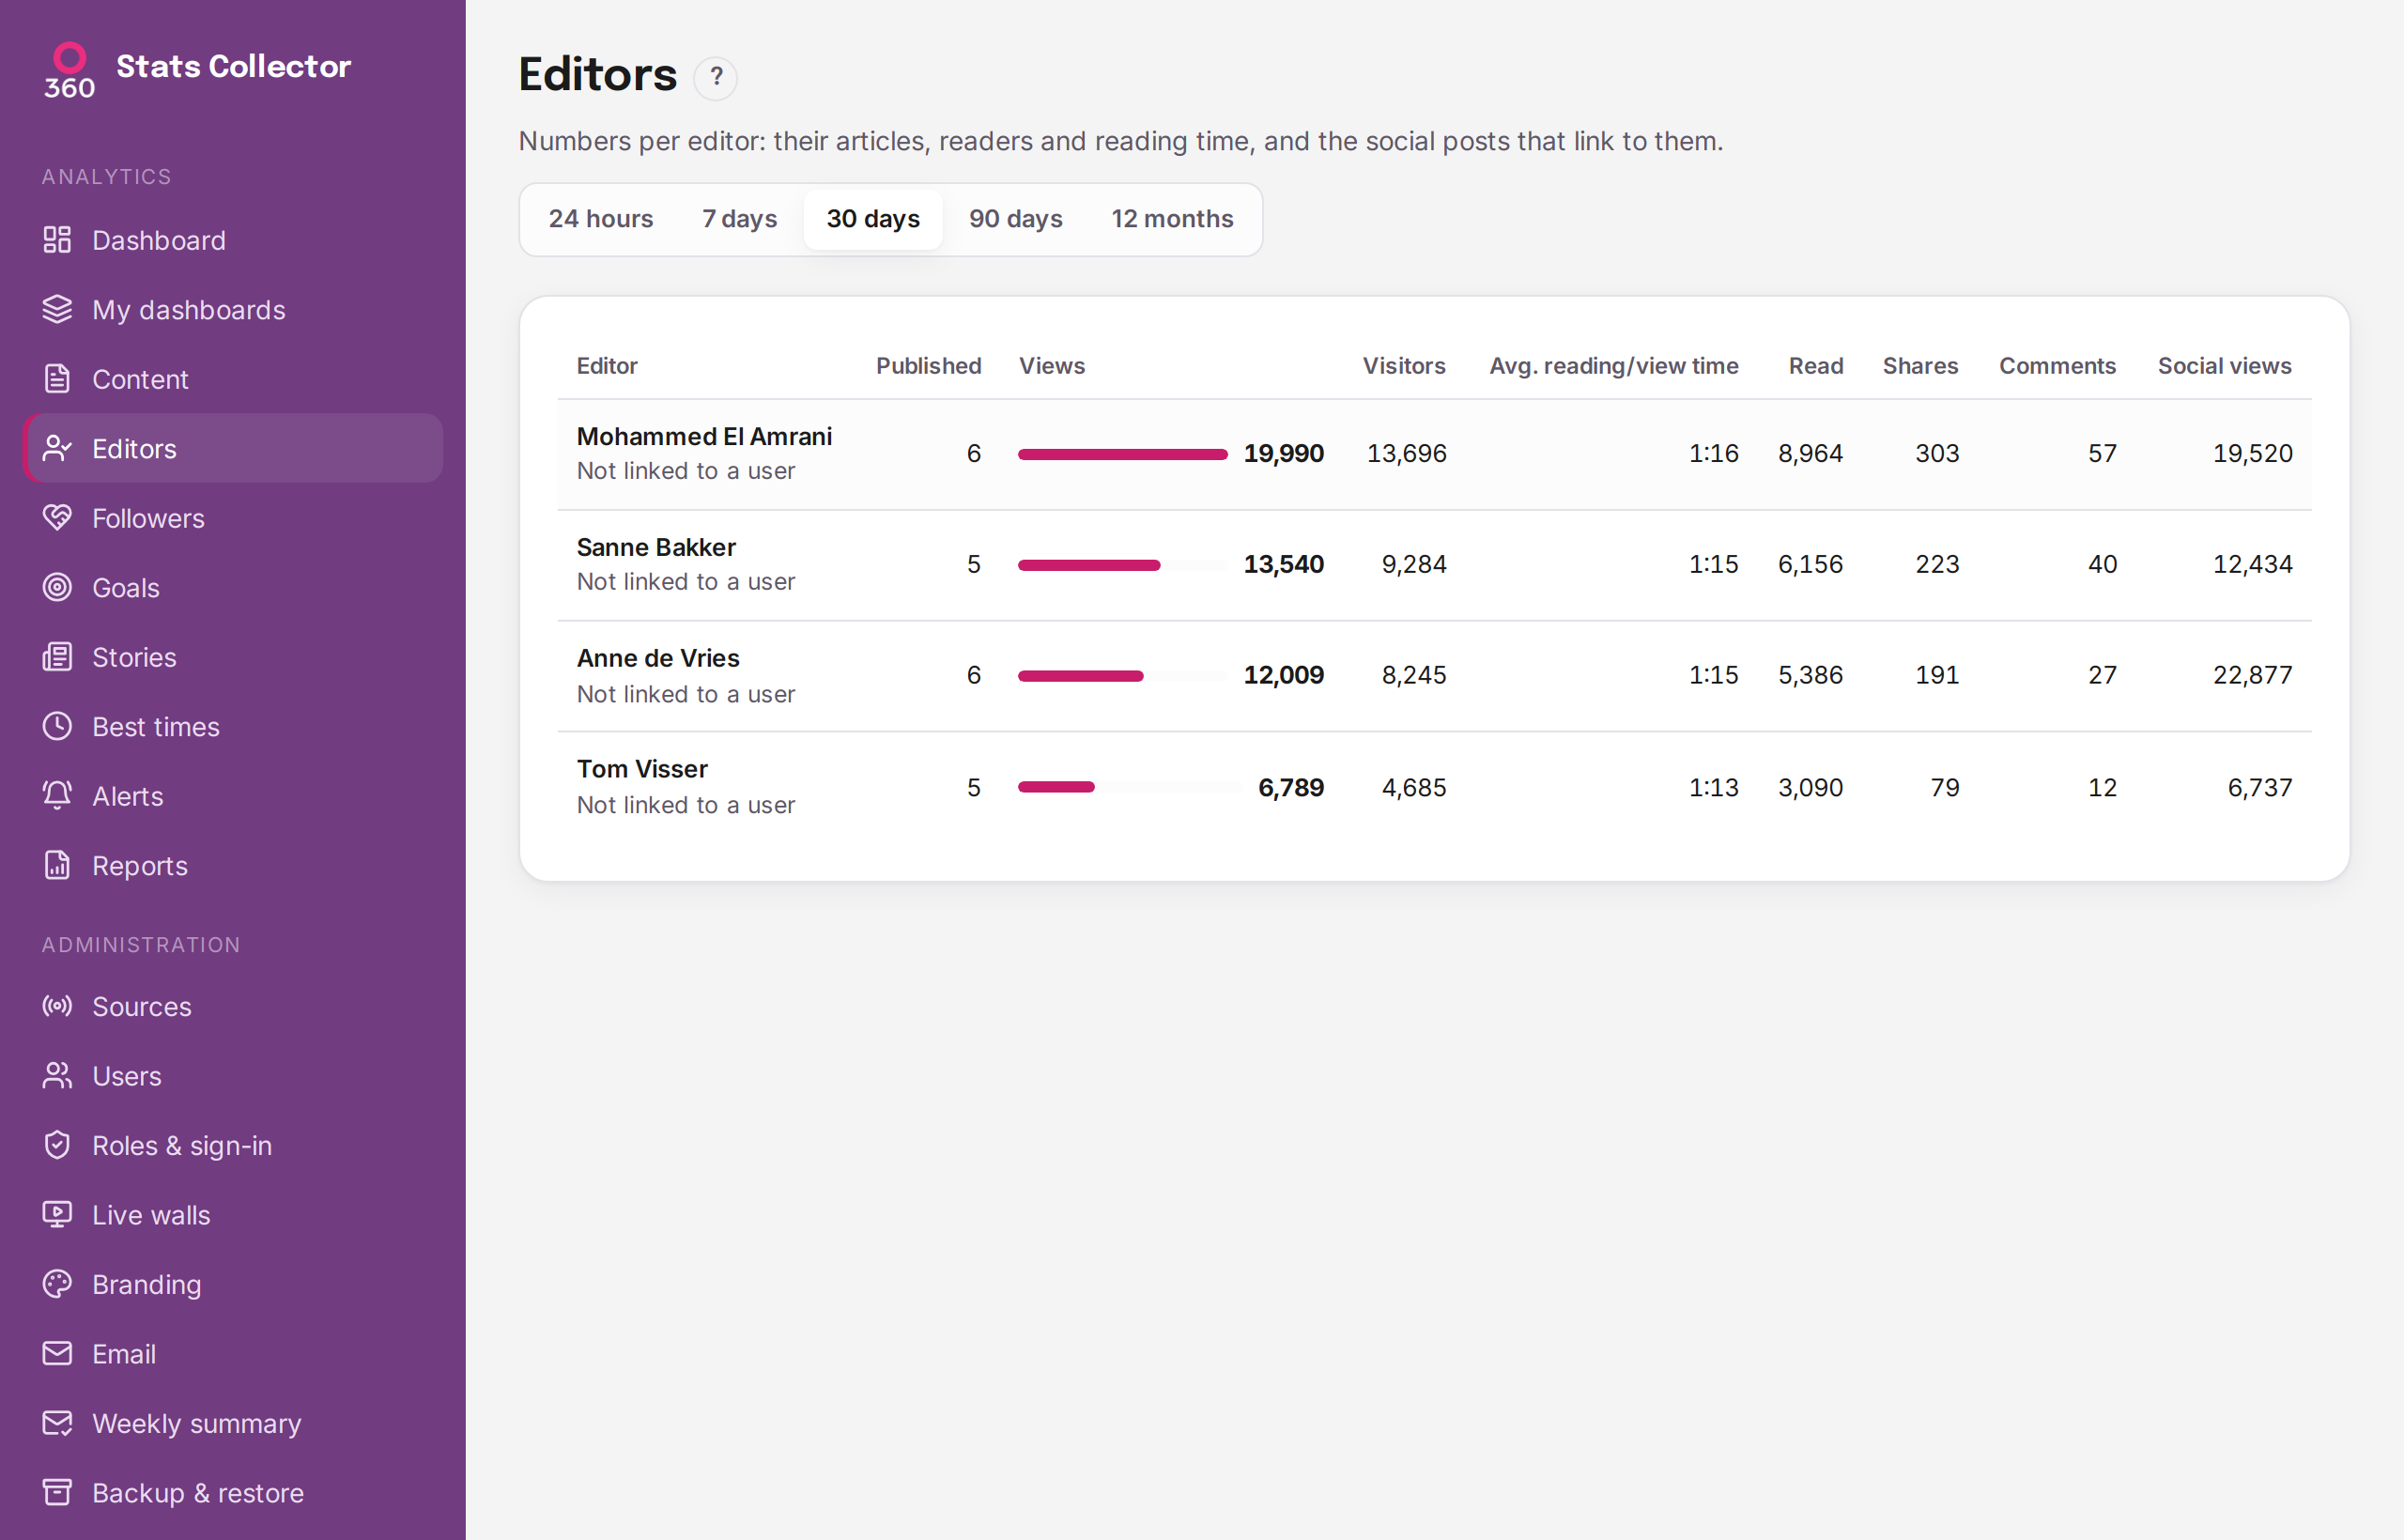 360 Stats Collector
ANALYTICS
Dashboard
My dashboards
Content
Editors
Followers
Goals
Stories
Best times
Alerts
Reports
ADMINISTRATION
Sources
Users
Roles & sign-in
Live walls
Branding
Email
Weekly summary
Backup & restore
Editors ?
Numbers per editor: their articles, readers and reading time, and the social posts that link to them.
24 hours 7 days 30 days 90 days 12 months
Editor Published Views Visitors Avg. reading/view time Read Shares Comments Social views
Mohammed El Amrani
Not linked to a user
6 19,990 13,696 1:16 8,964 303 57 19,520
Sanne Bakker
Not linked to a user
5 13,540 9,284 1:15 6,156 223 40 12,434
Anne de Vries
Not linked to a user
6 12,009 8,245 1:15 5,386 191 27 22,877
Tom Visser
Not linked to a user
5 6,789 4,685 1:13 3,090 79 12 6,737